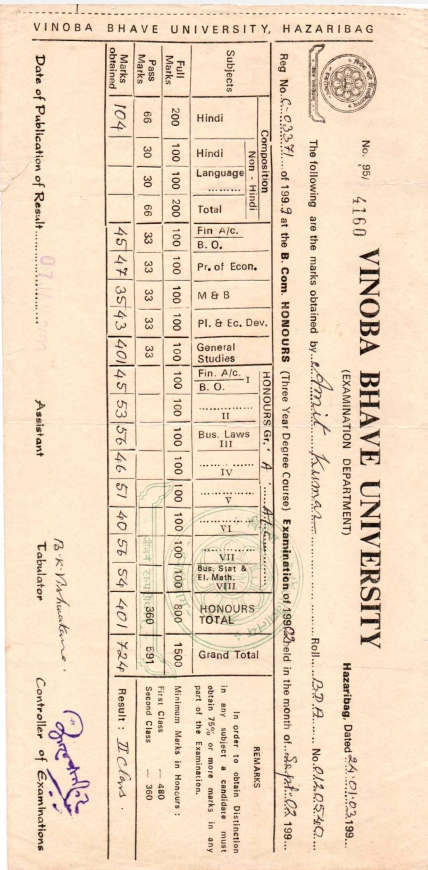 VINOBA BHAVE UNIVERSITY, HAZARIBAG
No. 95/ 4160
VINOBA BHAVE UNIVERSITY
(EXAMINATION DEPARTMENT)
Hazaribag, Dated 24.01.03.199...
The following are the marks obtained by Amit Kumar Roll B.D.A. No. 0120540
Reg No. C-03371 of 1999 at the B. Com. HONOURS (Three Year Degree Course) Examination of 199 02 held in the month of Sept. 02 199...
Subjects
Full Marks
Pass Marks
Marks obtained
Composition
Hindi 200 66 104
Non - Hindi
Hindi 100 30
Language ......... 100 30
Total 200 66
Fin A/c. B. O. 100 33 45
Pr. of Econ. 100 33 47
M & B 100 33 35
Pl. & Ec. Dev. 100 33 43
General Studies 100 33 40
HONOURS Gr. 'A'
Fin. A/c. B. O. I 100 45
......... II 100 53
Bus. Laws III 100 56
......... IV 100 46
......... V 100 51
......... VI 100 40
......... VII 100 56
Bus. Stat & El. Math. VIII 100 54
HONOURS TOTAL 800 360 401
Grand Total 1500 691 724
REMARKS
In order to obtain Distinction
in any subject a candidate must
obtain 75% or more marks in any
part of the Examination.
Minimum Marks in Honours :
First Class — 480
Second Class — 360
Result : II Class.
Date of Publication of Result 07
Assistant
Tabulator
Controller of Examinations